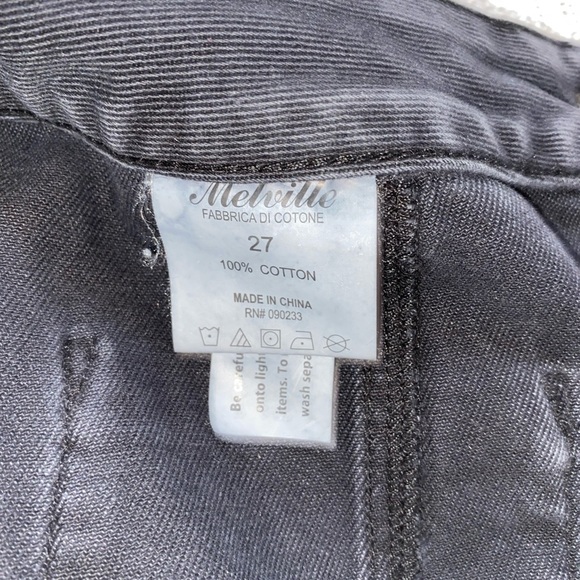 Melville
FABBRICA DI COTONE
27
100% COTTON
MADE IN CHINA
RN# 090233
Be careful
onto ligh
items. To
wash sepa